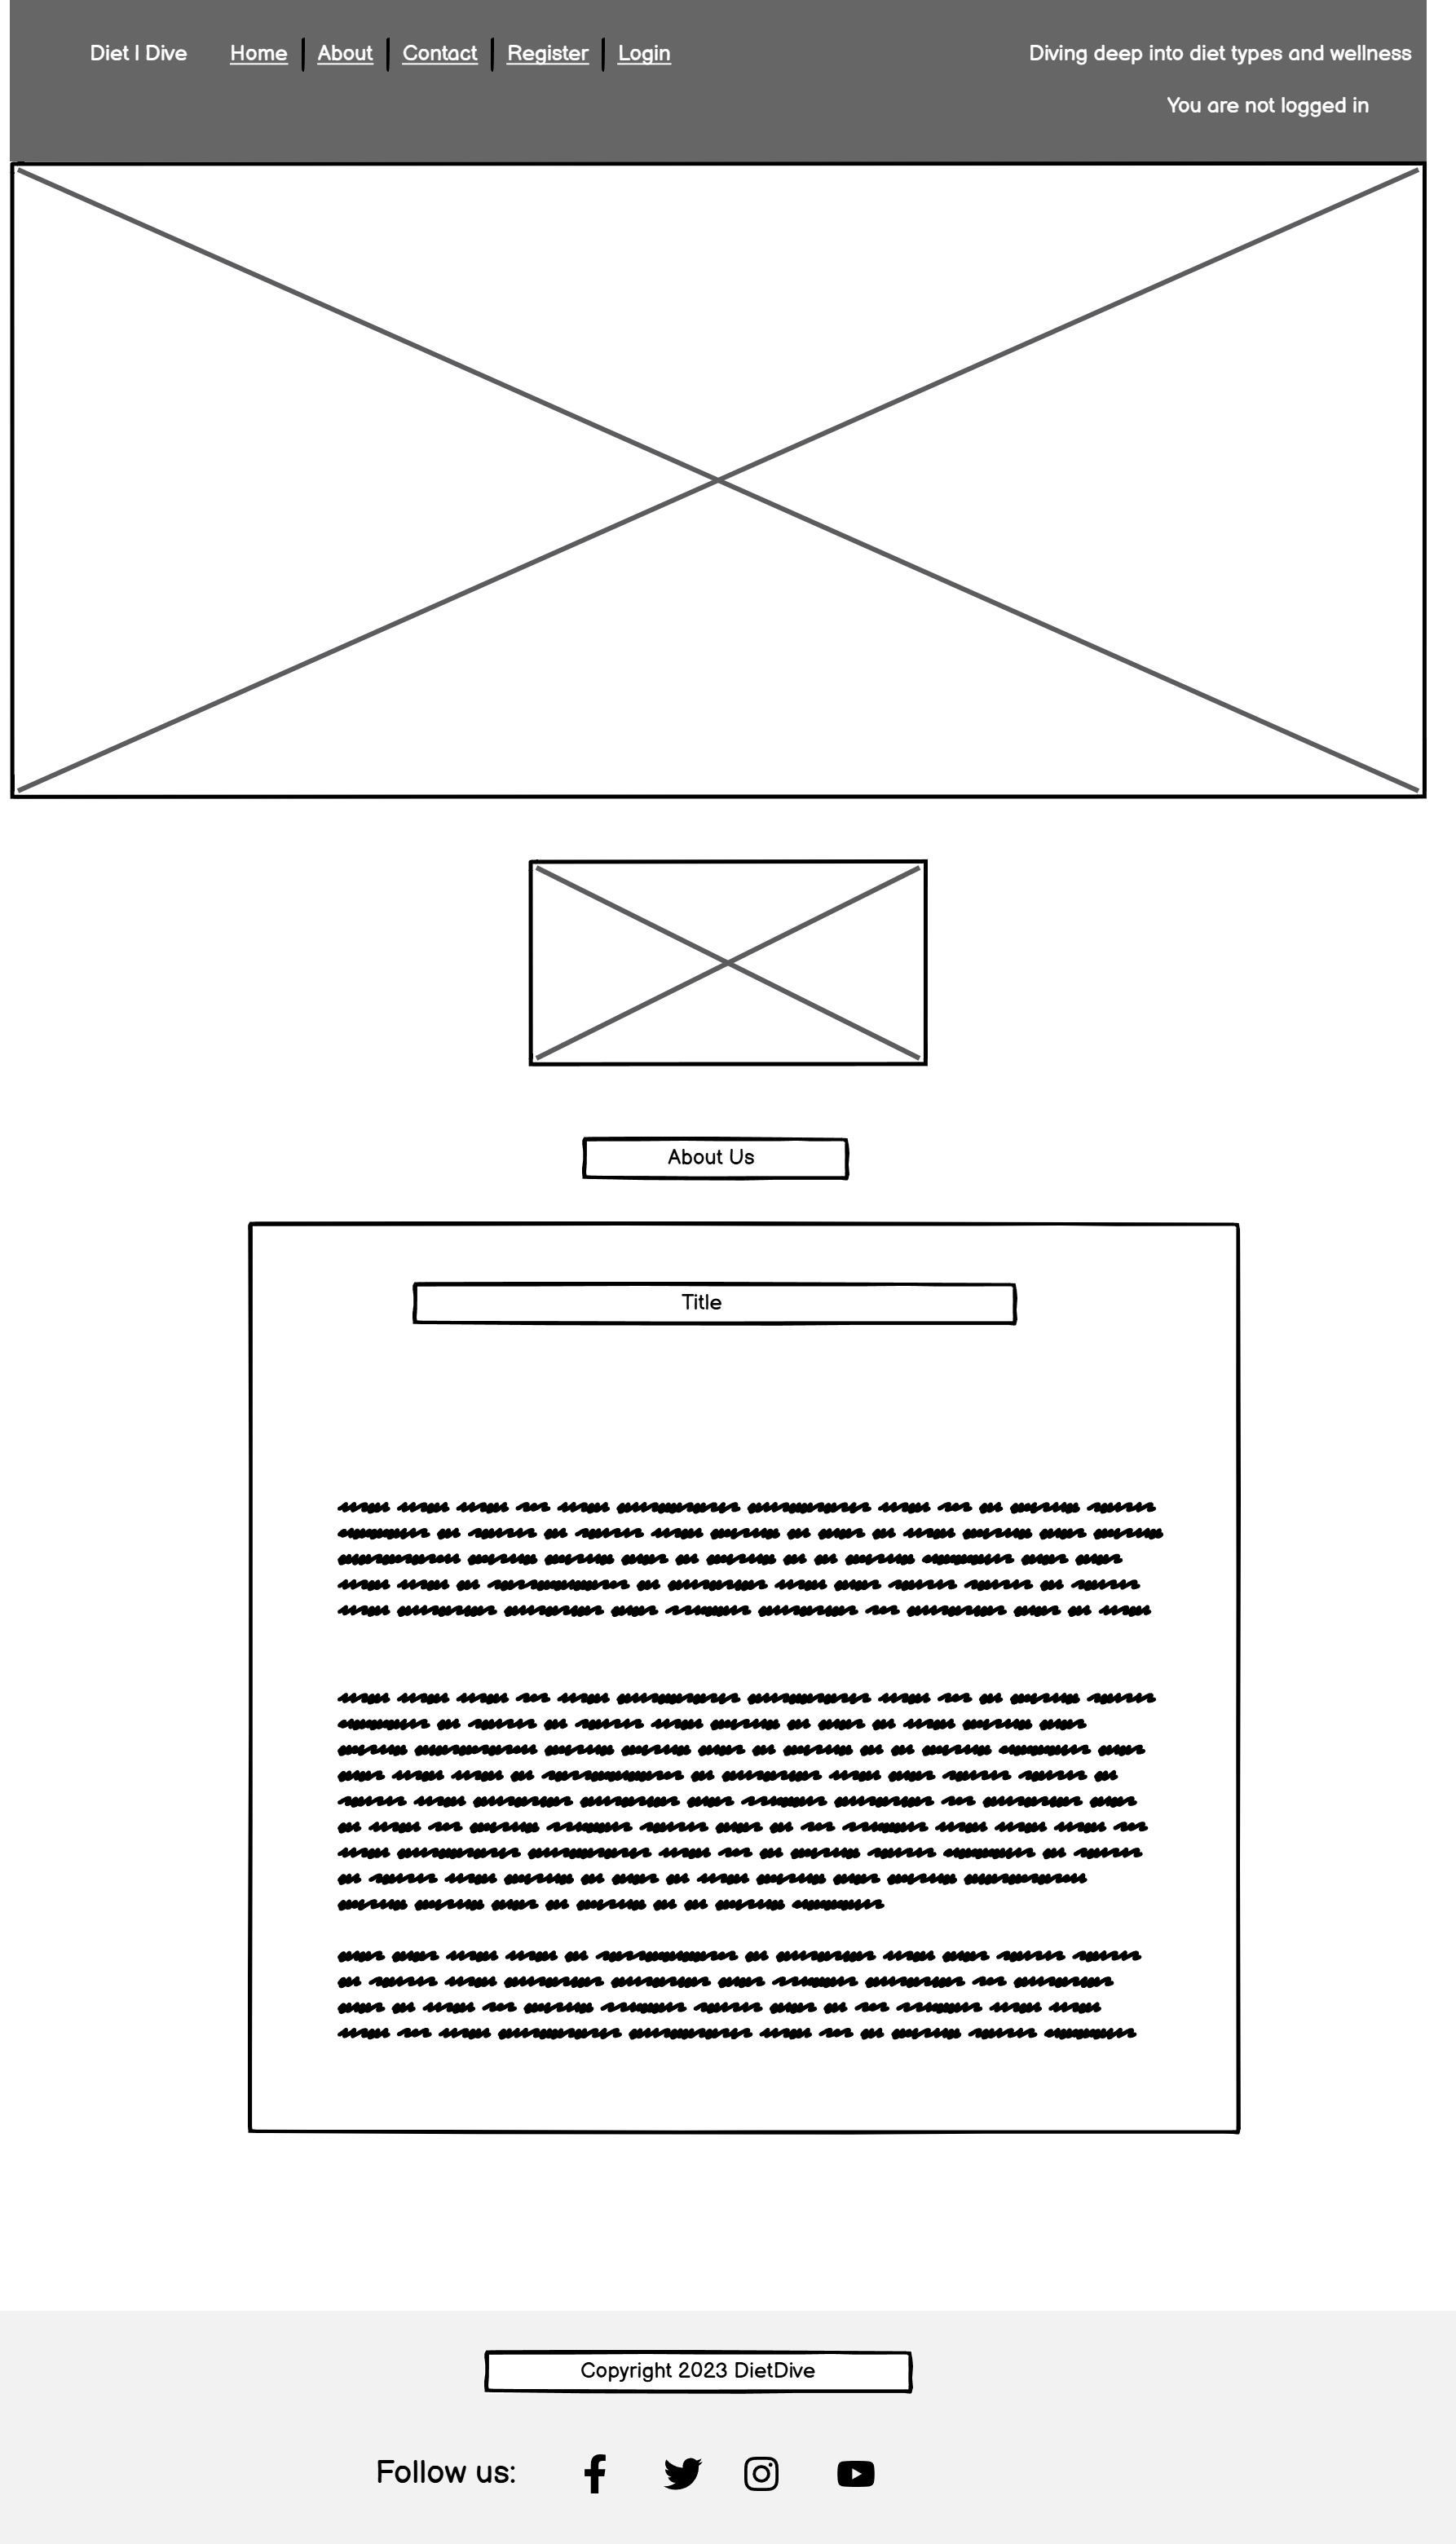 Diet I Dive Home About Contact Register Login Diving deep into diet types and wellness
You are not logged in
About Us
Title
Copyright 2023 DietDive
Follow us: